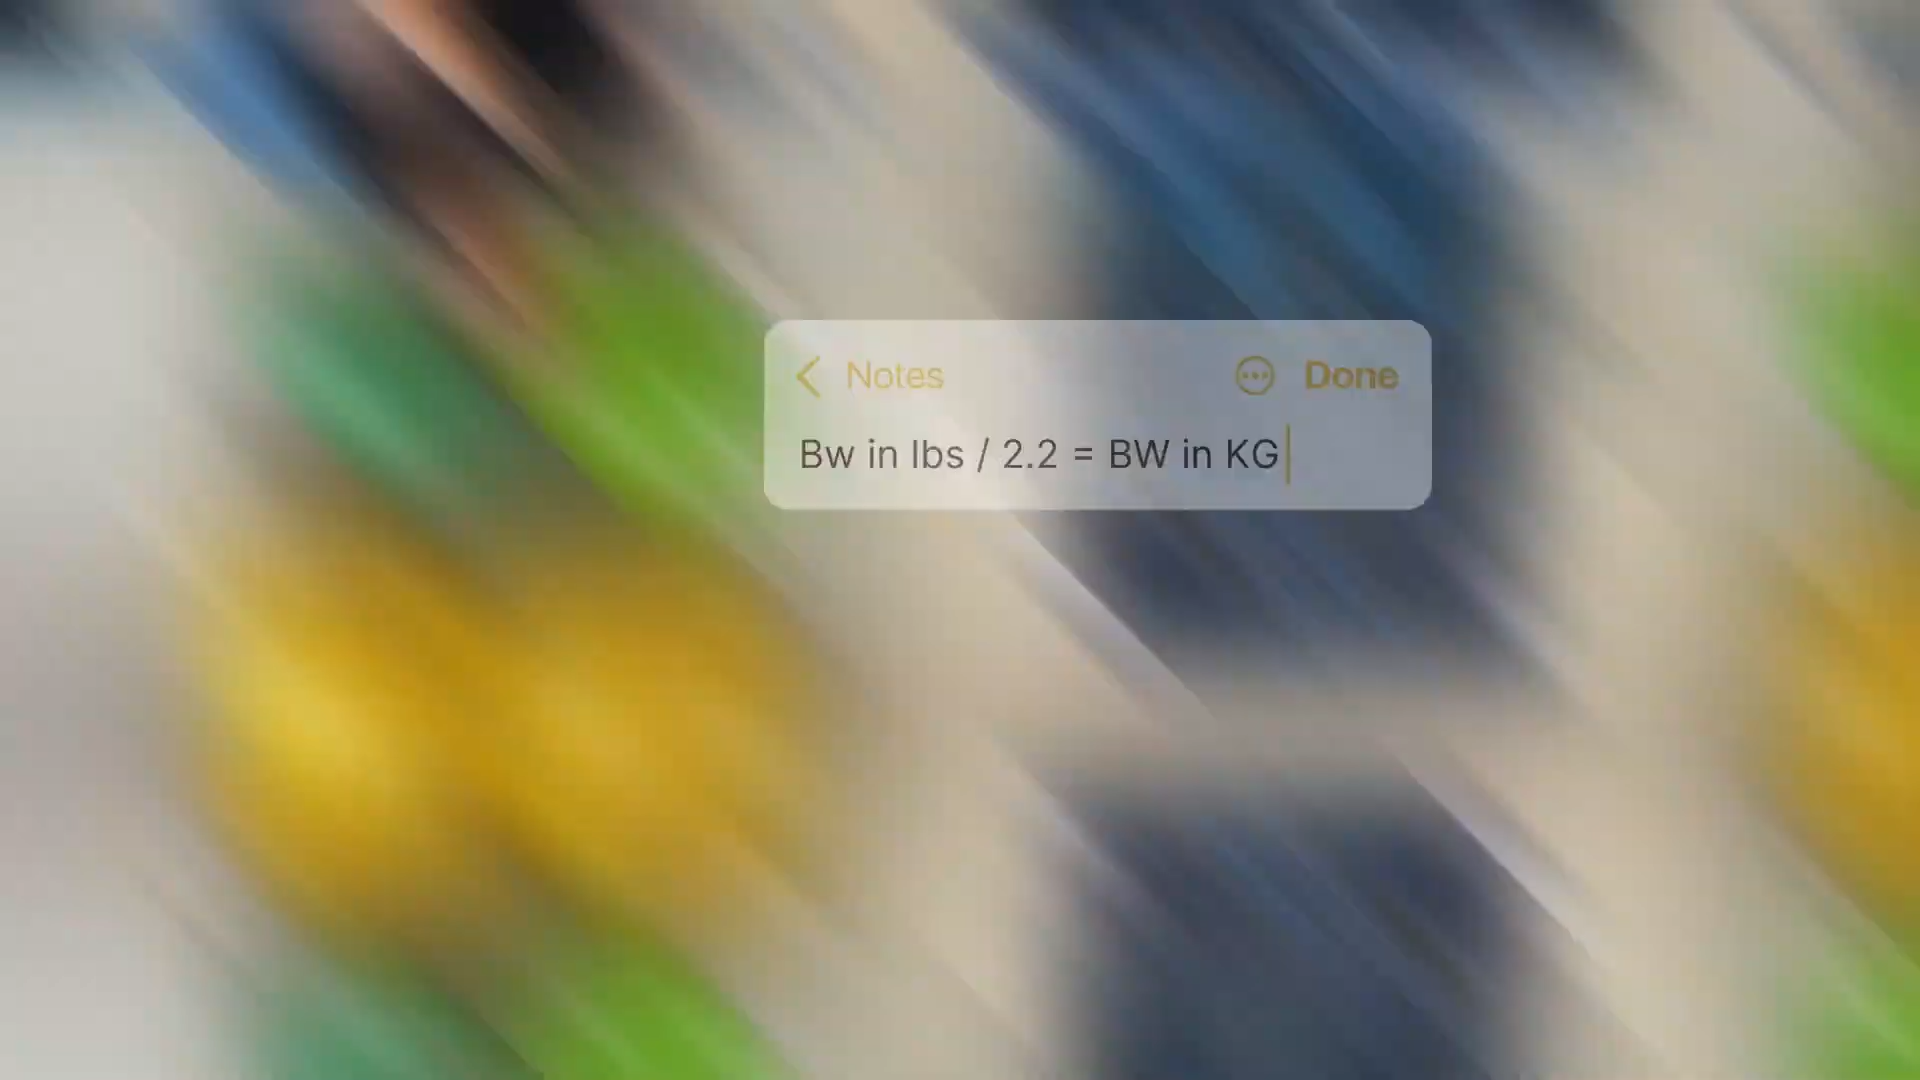 Notes Done
Bw in lbs / 2.2 = BW in KG